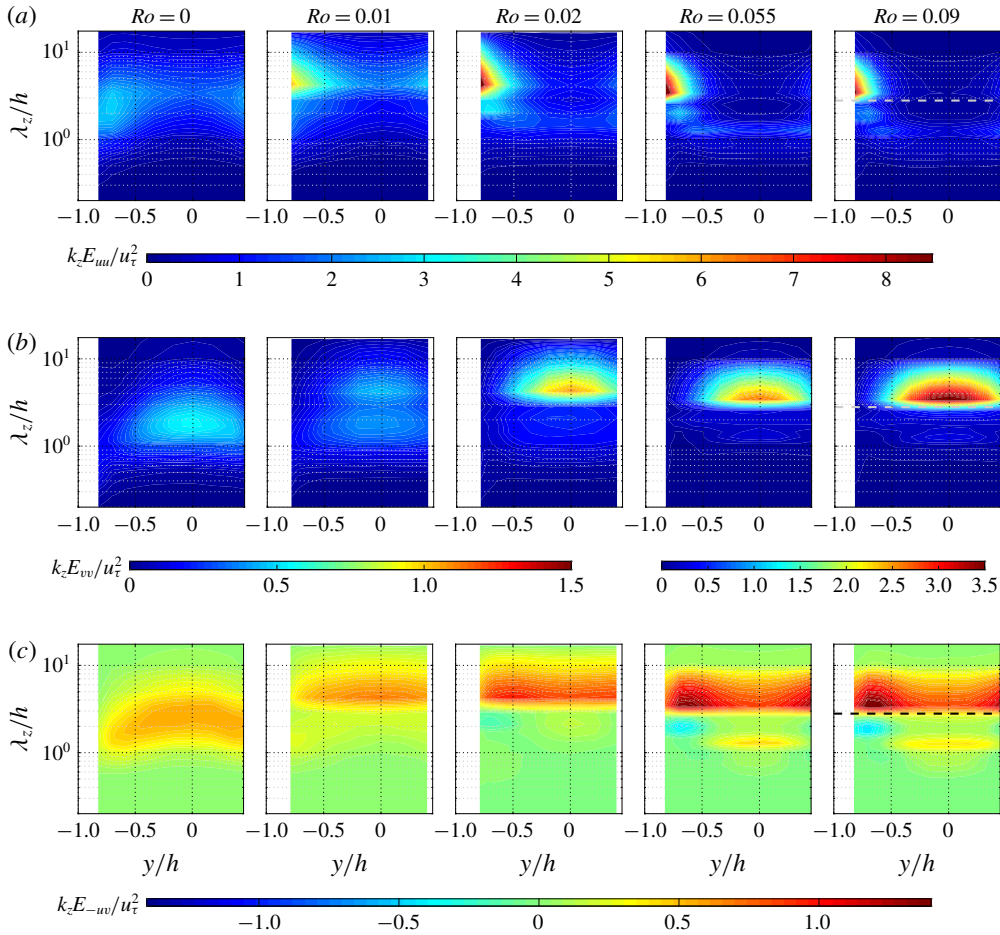 (a) Ro = 0 Ro = 0.01 Ro = 0.02 Ro = 0.055 Ro = 0.09
10¹
λz/h
10⁰
−1.0 −0.5 0 −1.0 −0.5 0 −1.0 −0.5 0 −1.0 −0.5 0 −1.0 −0.5 0
kzEuu/uτ²
0 1 2 3 4 5 6 7 8
(b)
10¹
λz/h
10⁰
−1.0 −0.5 0 −1.0 −0.5 0 −1.0 −0.5 0 −1.0 −0.5 0 −1.0 −0.5 0
kzEvv/uτ² 0 0.5 1.0 1.5 0 0.5 1.0 1.5 2.0 2.5 3.0 3.5
(c)
10¹
λz/h
10⁰
−1.0 −0.5 0 −1.0 −0.5 0 −1.0 −0.5 0 −1.0 −0.5 0 −1.0 −0.5 0
y/h y/h y/h y/h y/h
kzE−uv/uτ²
−1.0 −0.5 0 0.5 1.0